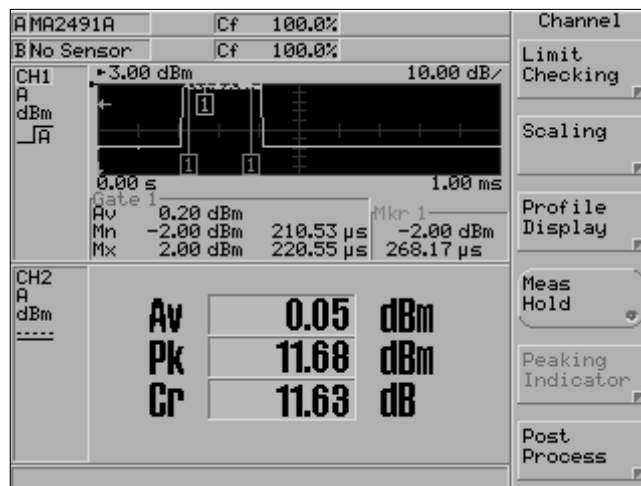 A MA2491A Cf 100.0%
B No Sensor Cf 100.0%
CH1
A
dBm
A
3.00 dBm 10.00 dB/
1
1 1
0.00 s 1.00 ms
Gate 1
Av 0.20 dBm
Mn -2.00 dBm 210.53 µs
Mx 2.00 dBm 220.55 µs
Mkr 1
-2.00 dBm
268.17 µs
CH2
A
dBm
Av 0.05 dBm
Pk 11.68 dBm
Cr 11.63 dB
Channel
Limit
Checking
Scaling
Profile
Display
Meas
Hold
Peaking
Indicator
Post
Process